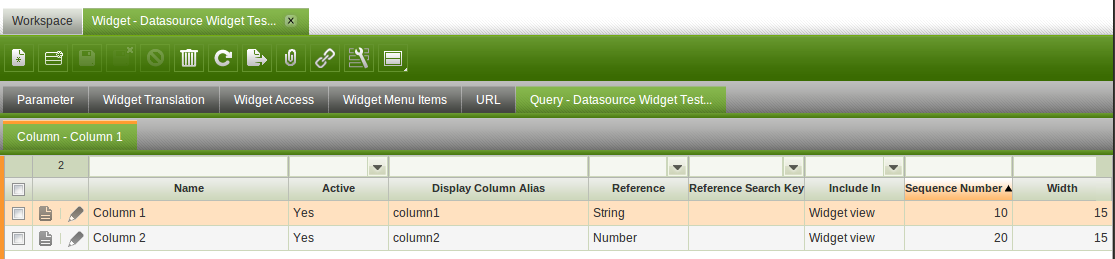 Workspace Widget - Datasource Widget Tes...
Parameter Widget Translation Widget Access Widget Menu Items URL Query - Datasource Widget Test...
Column - Column 1
2
Name Active Display Column Alias Reference Reference Search Key Include In Sequence Number Width
Column 1 Yes column1 String Widget view 10 15
Column 2 Yes column2 Number Widget view 20 15